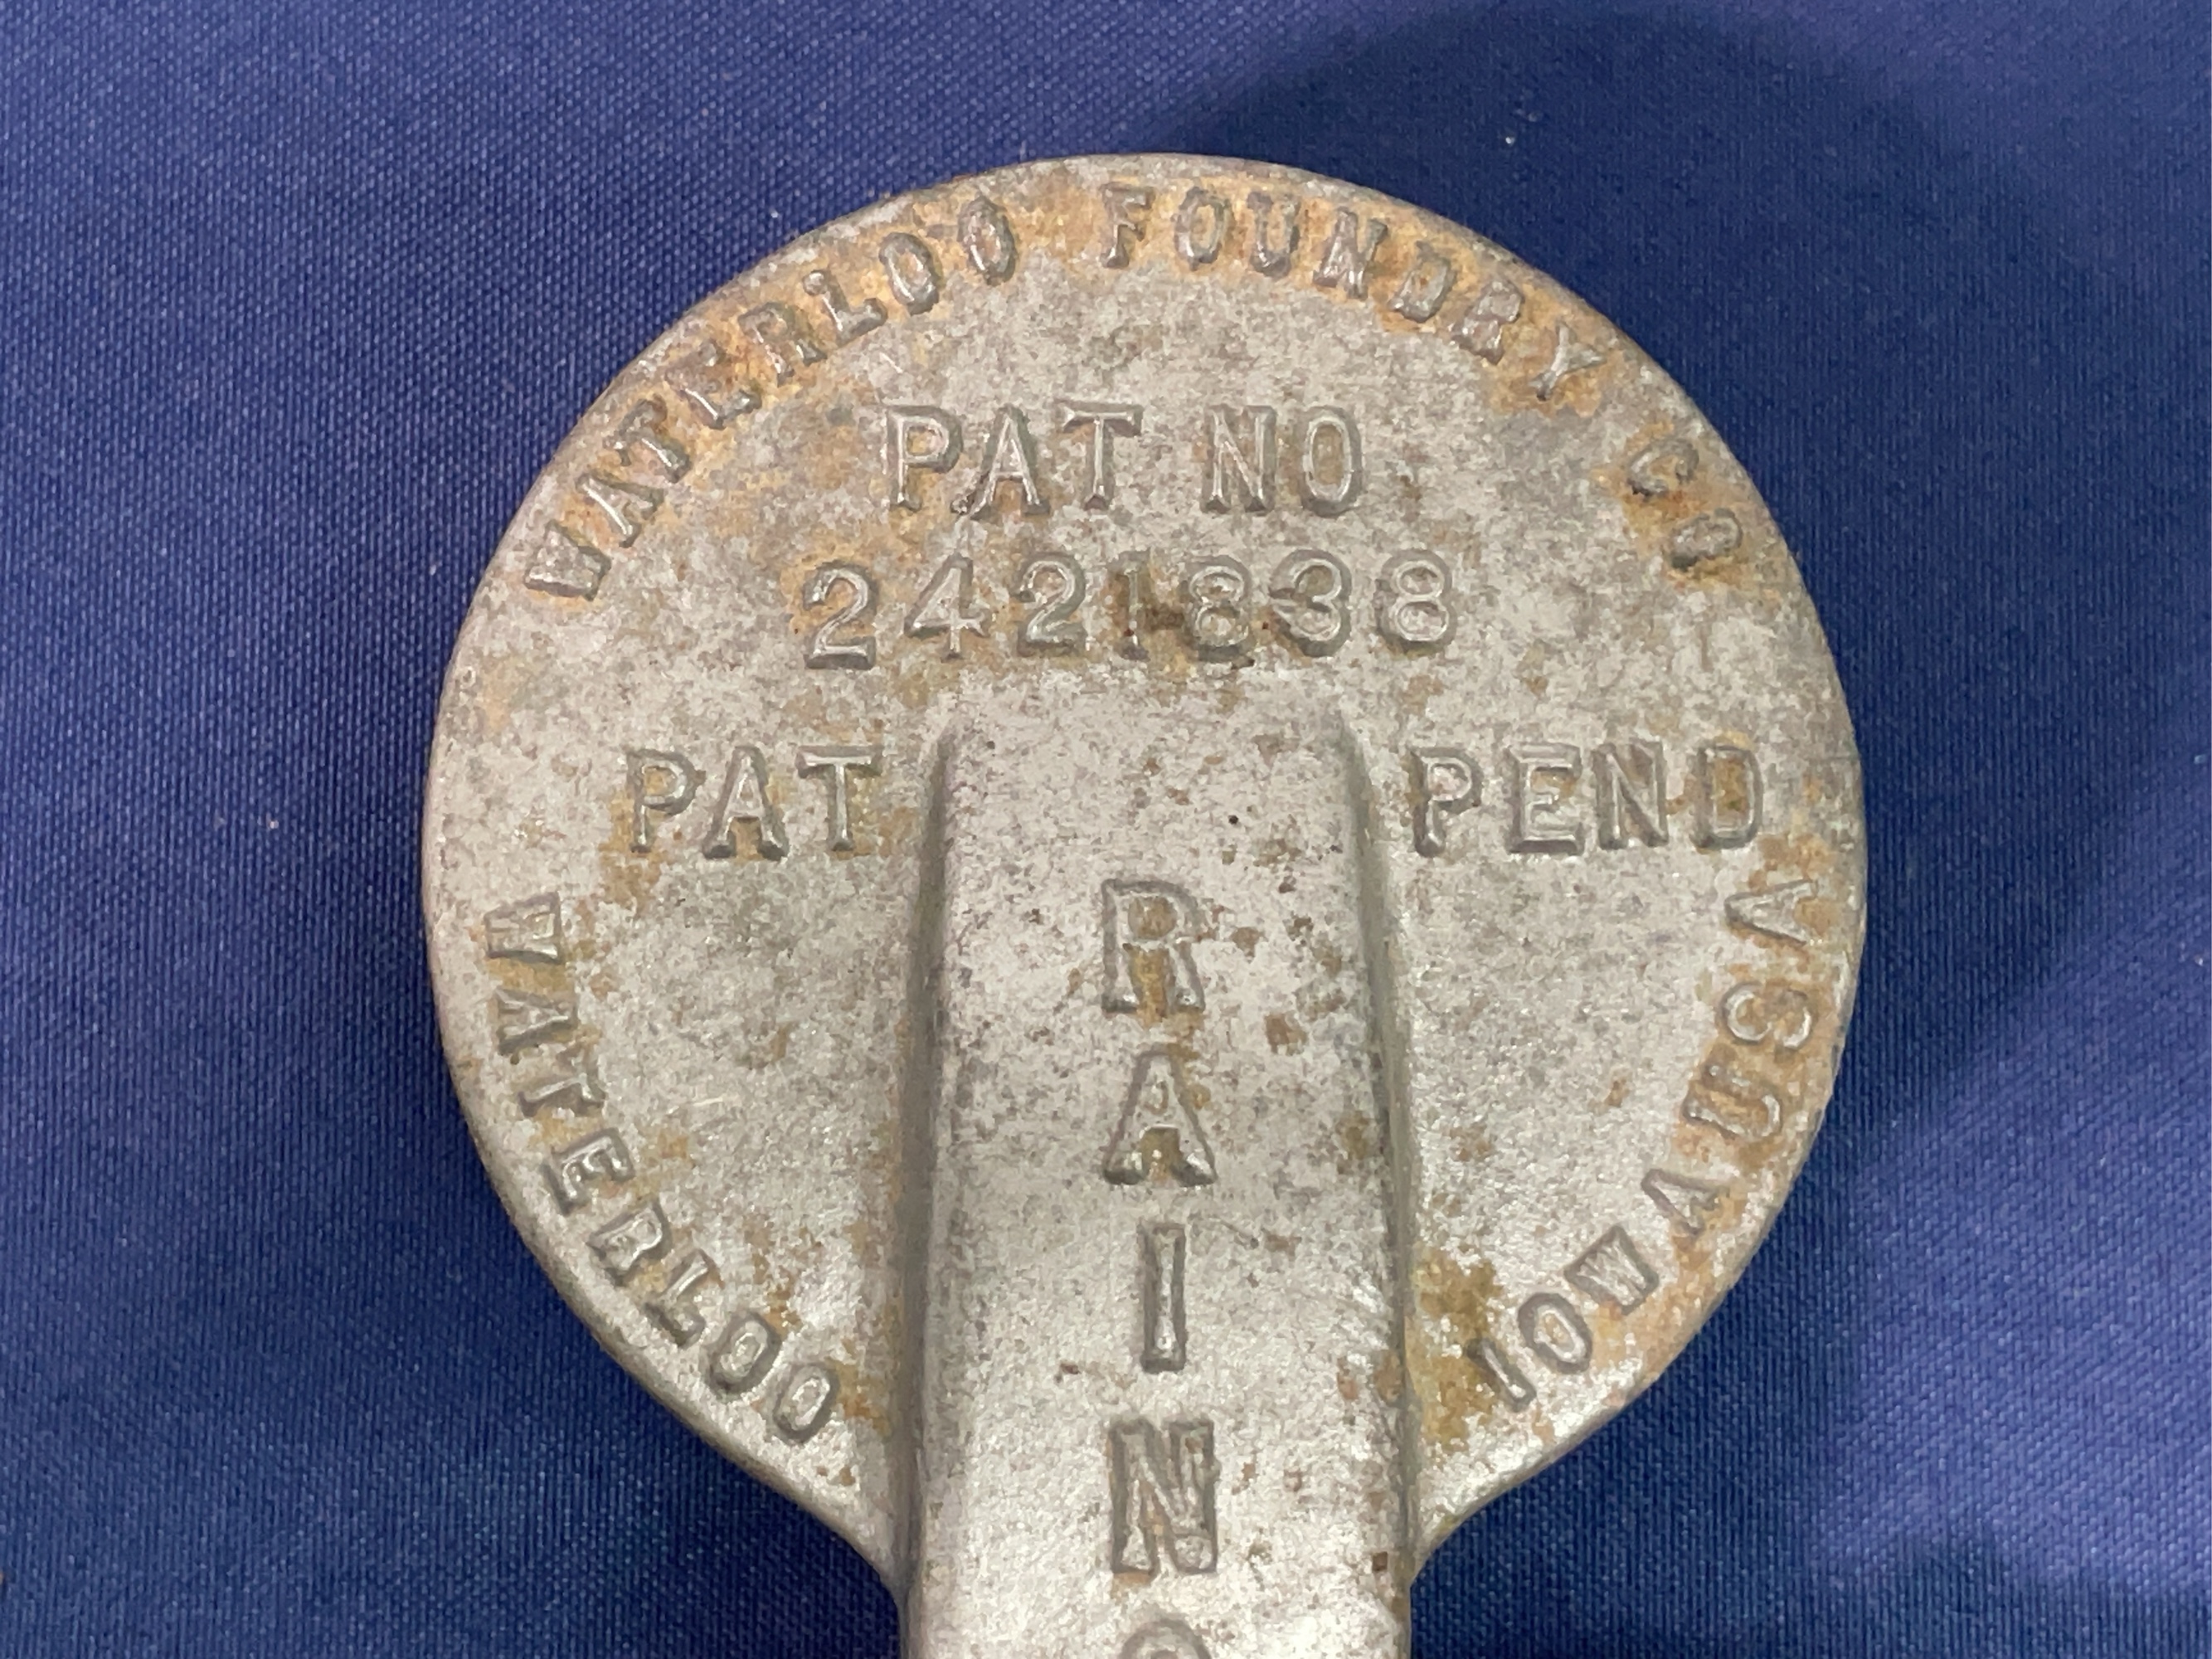 WATERLOO FOUNDRY CO
PAT NO
2421838
PAT PEND
WATERLOO IOWA USA
RAIN